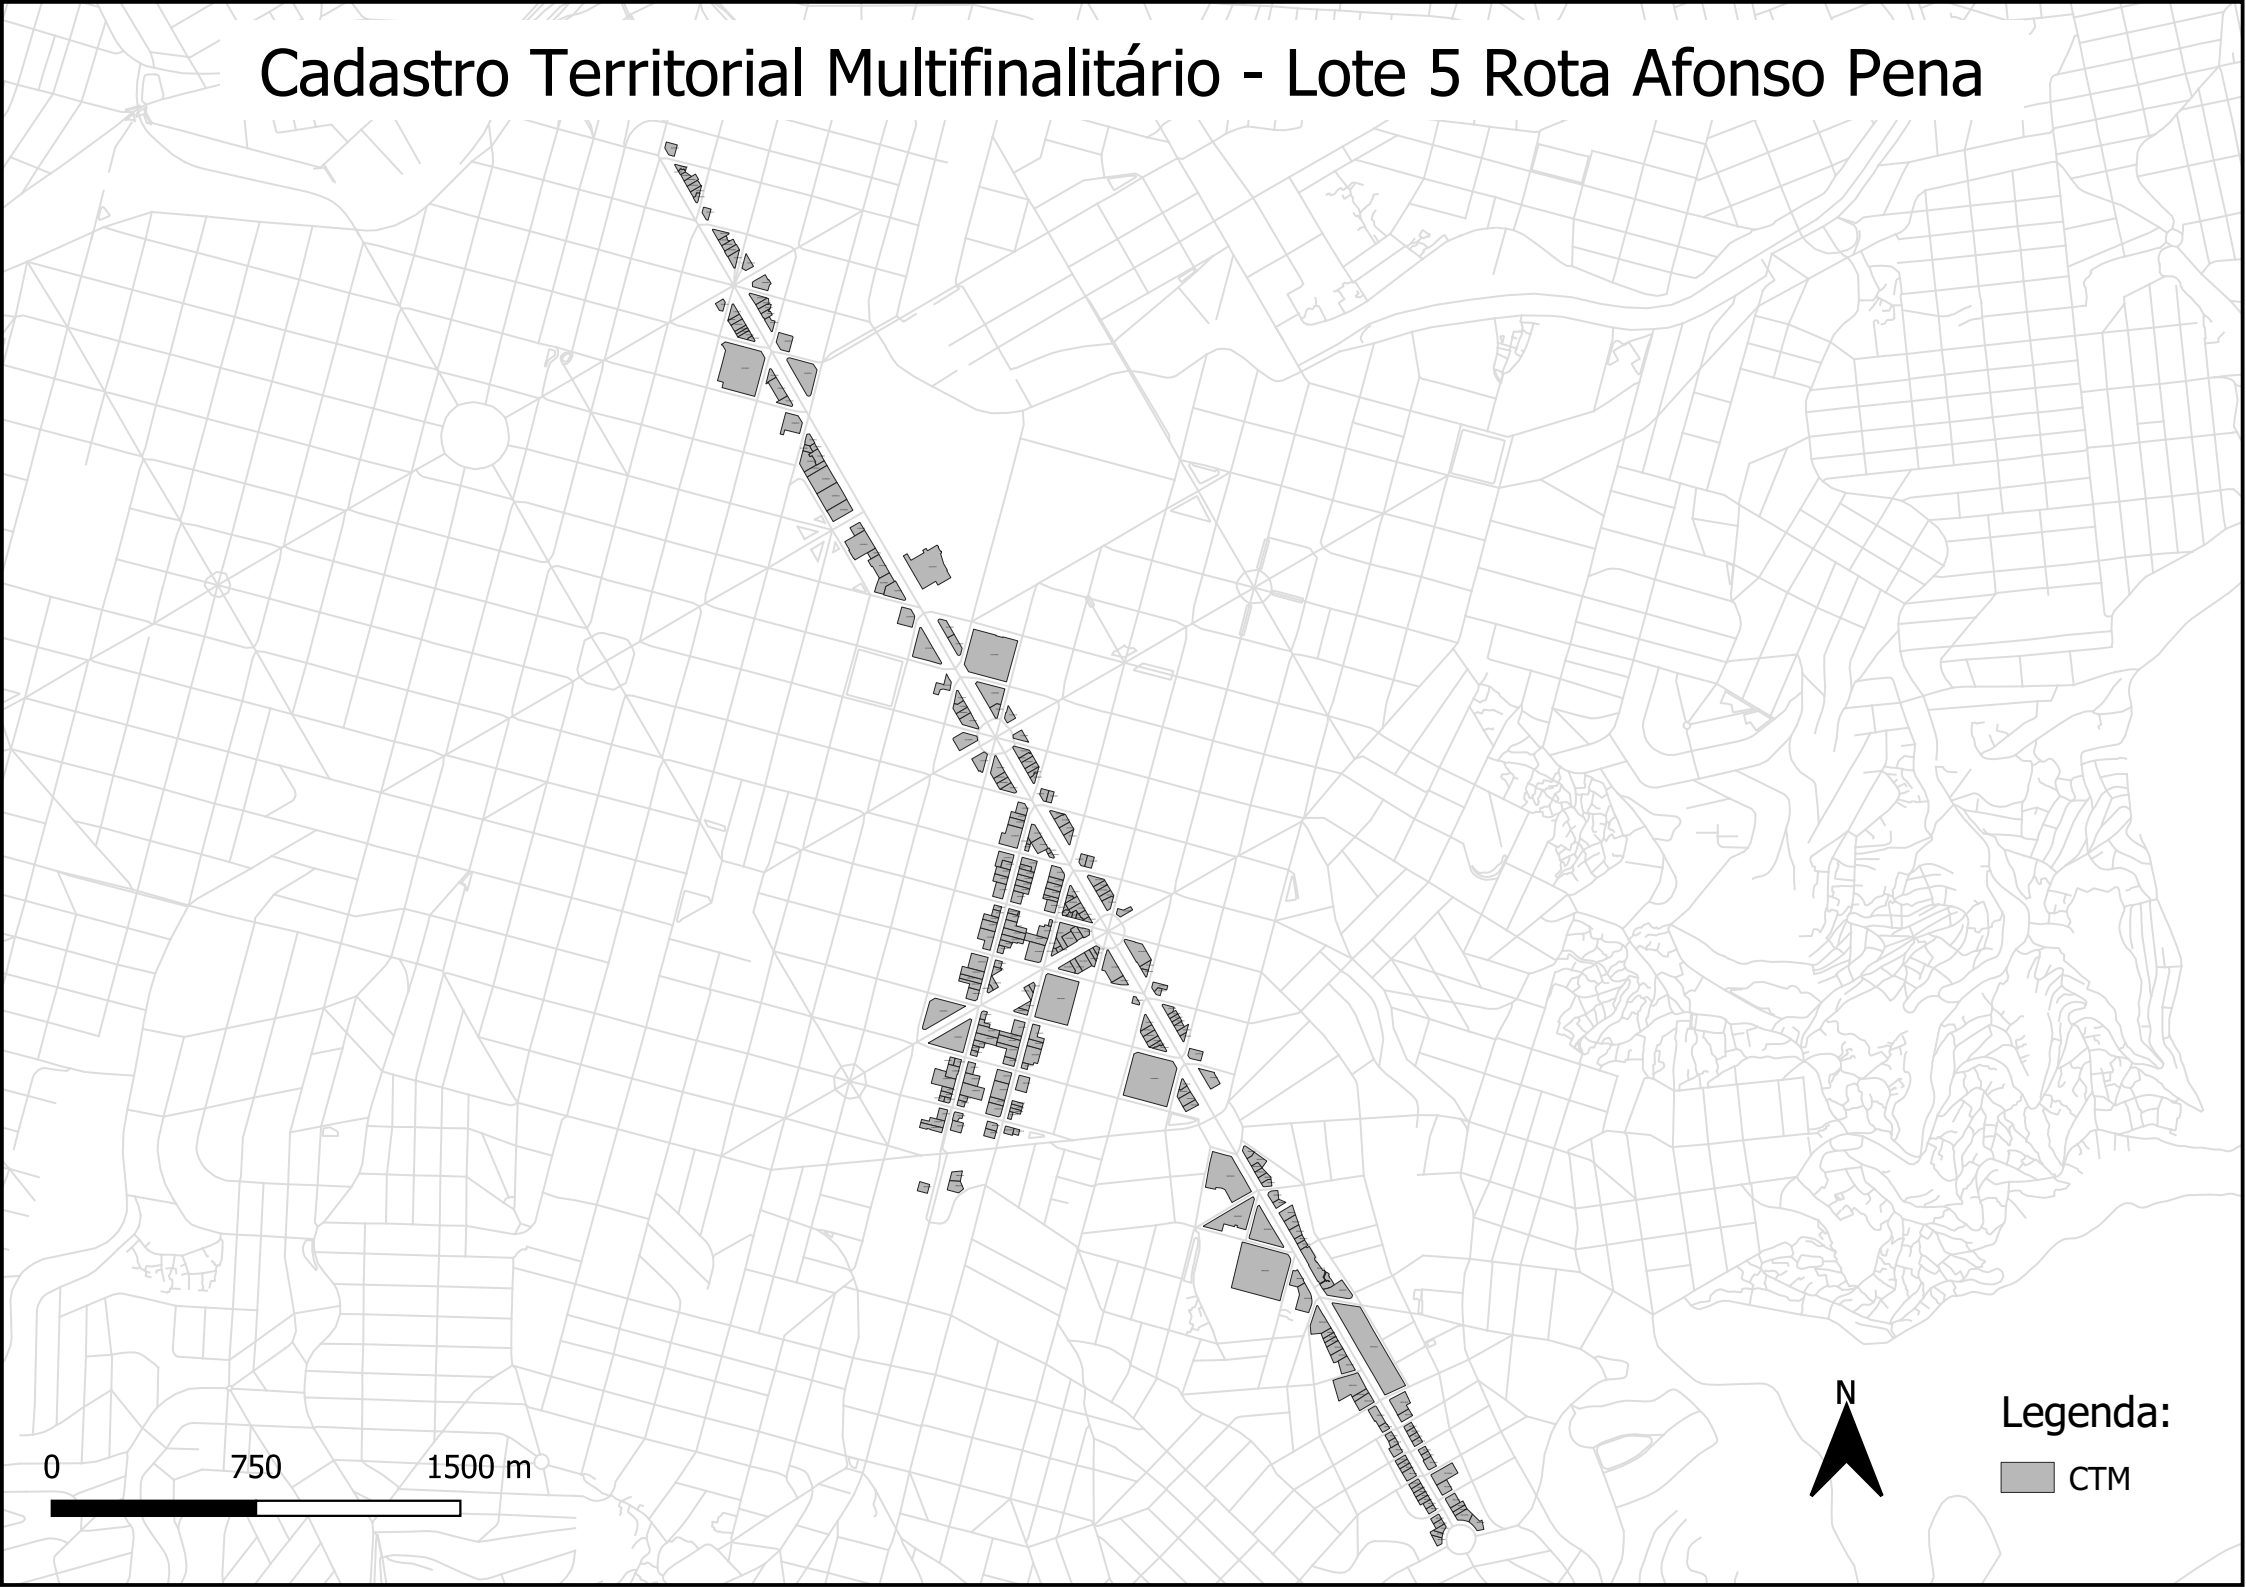 Cadastro Territorial Multifinalitário - Lote 5 Rota Afonso Pena
N
Legenda:
CTM
0 750 1500 m